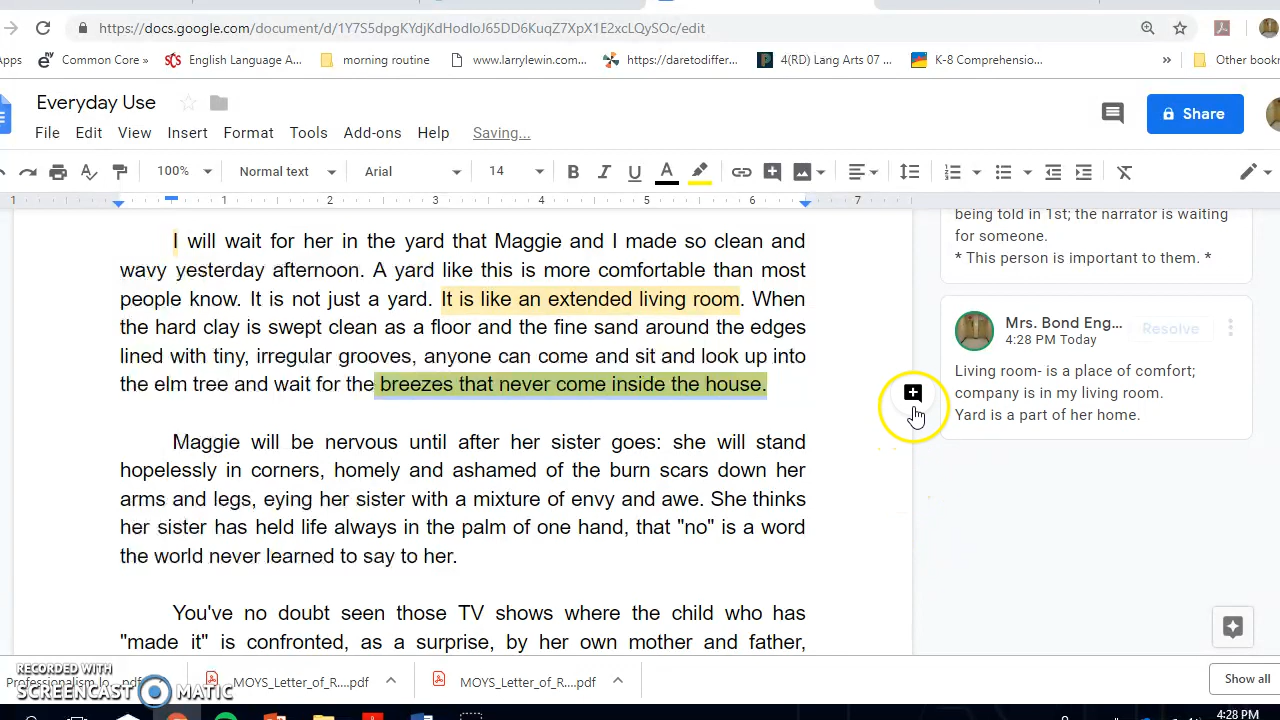 https://docs.google.com/document/d/1Y7S5dpgKYdjKdHodIoJ65DD6KuqZ7XpX1E2xcLQySOc/edit
Apps Common Core » English Language A... morning routine www.larrylewin.com... https://daretodiffer... 4(RD) Lang Arts 07 ... K-8 Comprehensio... » Other book
Everyday Use
Share
File Edit View Insert Format Tools Add-ons Help Saving...
100% Normal text Arial 14 B I U A
1 1 2 3 4 5 6 7
being told in 1st; the narrator is waiting
for someone.
* This person is important to them. *
I will wait for her in the yard that Maggie and I made so clean and
wavy yesterday afternoon. A yard like this is more comfortable than most
people know. It is not just a yard. It is like an extended living room. When
the hard clay is swept clean as a floor and the fine sand around the edges
lined with tiny, irregular grooves, anyone can come and sit and look up into
the elm tree and wait for the breezes that never come inside the house.
Mrs. Bond Eng... Resolve
4:28 PM Today
Living room- is a place of comfort;
company is in my living room.
Yard is a part of her home.
Maggie will be nervous until after her sister goes: she will stand
hopelessly in corners, homely and ashamed of the burn scars down her
arms and legs, eying her sister with a mixture of envy and awe. She thinks
her sister has held life always in the palm of one hand, that "no" is a word
the world never learned to say to her.
You've no doubt seen those TV shows where the child who has
"made it" is confronted, as a surprise, by her own mother and father,
RECORDED WITH
SCREENCAST MATIC
MOYS_Letter_of_R....pdf MOYS_Letter_of_R....pdf Show all
4:28 PM